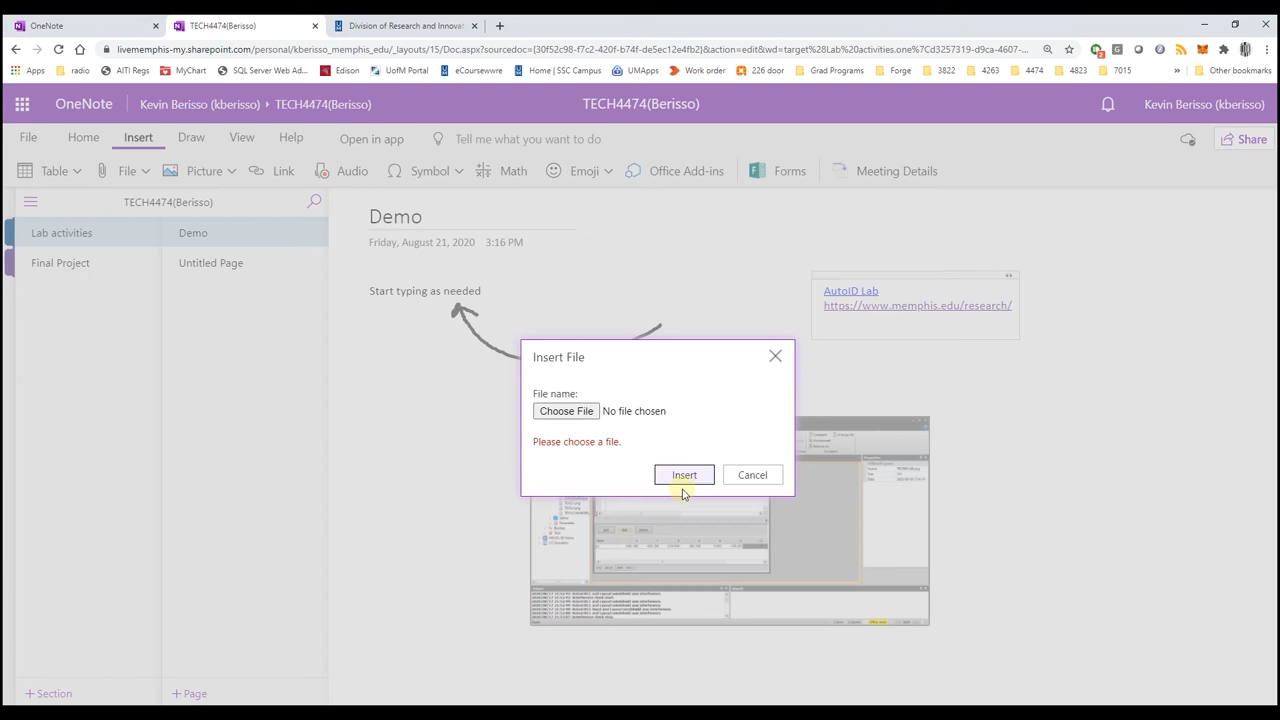 OneNote
TECH4474(Berisso)
Division of Research and Innovat
livememphis-my.sharepoint.com/personal/kberisso_memphis_edu/_layouts/15/Doc.aspx?sourcedoc={30f52c98-f7c2-420f-b74f-de5ec12e4fb2}&action=edit&wd=target%28Lab%20activities.one%7Cd3257319-d9ca-4607-...
Apps radio AITI Regs MyChart SQL Server Web Ad... Edison UofM Portal eCoursewvre Home | SSC Campus UMApps Work order 226 door Grad Programs Forge 3822 4263 4474 4823 7015 » Other bookmarks
OneNote Kevin Berisso (kberisso) › TECH4474(Berisso) TECH4474(Berisso) Kevin Berisso (kberisso)
File Home Insert Draw View Help Open in app Tell me what you want to do Share
Table File Picture Link Audio Symbol Math Emoji Office Add-ins Forms Meeting Details
TECH4474(Berisso)
Lab activities
Final Project
Demo
Untitled Page
Demo
Friday, August 21, 2020 3:16 PM
Start typing as needed
AutoID Lab
https://www.memphis.edu/research/
Insert File
File name:
Choose File No file chosen
Please choose a file.
Insert Cancel
+ Section
+ Page